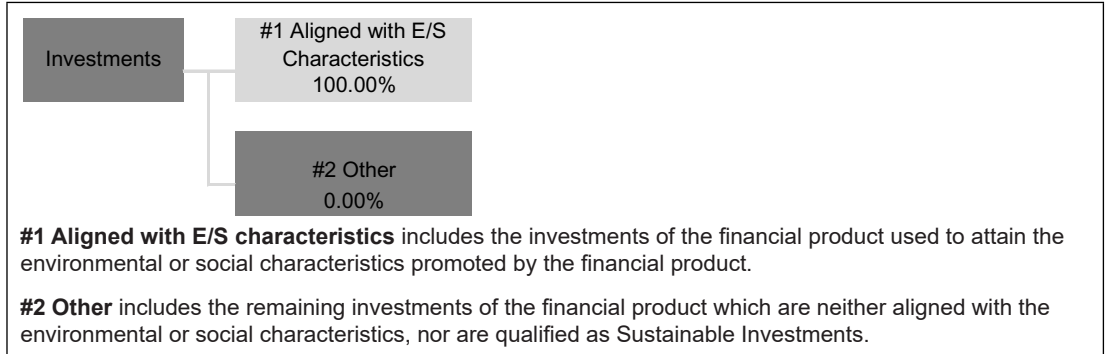 Investments
#1 Aligned with E/S
Characteristics
100.00%
#2 Other
0.00%
#1 Aligned with E/S characteristics includes the investments of the financial product used to attain the
environmental or social characteristics promoted by the financial product.
#2 Other includes the remaining investments of the financial product which are neither aligned with the
environmental or social characteristics, nor are qualified as Sustainable Investments.